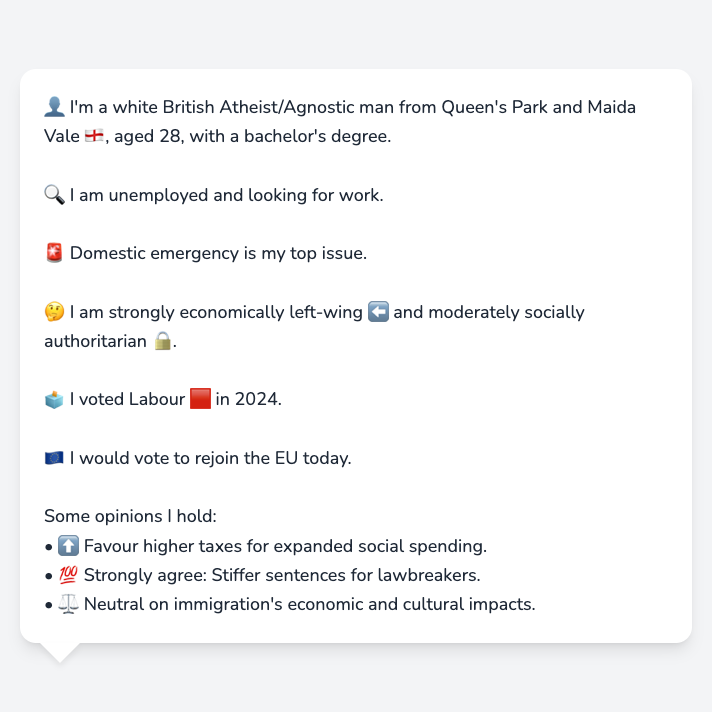 👤 I'm a white British Atheist/Agnostic man from Queen's Park and Maida
Vale 🏴󠁧󠁢󠁥󠁮󠁧󠁿, aged 28, with a bachelor's degree.
🔍 I am unemployed and looking for work.
🚨 Domestic emergency is my top issue.
🤔 I am strongly economically left-wing ⬅️ and moderately socially
authoritarian 🔒.
🗳️ I voted Labour 🟥 in 2024.
🇪🇺 I would vote to rejoin the EU today.
Some opinions I hold:
• ⬆️ Favour higher taxes for expanded social spending.
• 💯 Strongly agree: Stiffer sentences for lawbreakers.
• ⚖️ Neutral on immigration's economic and cultural impacts.